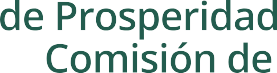 de Prosperidad
Comisión de